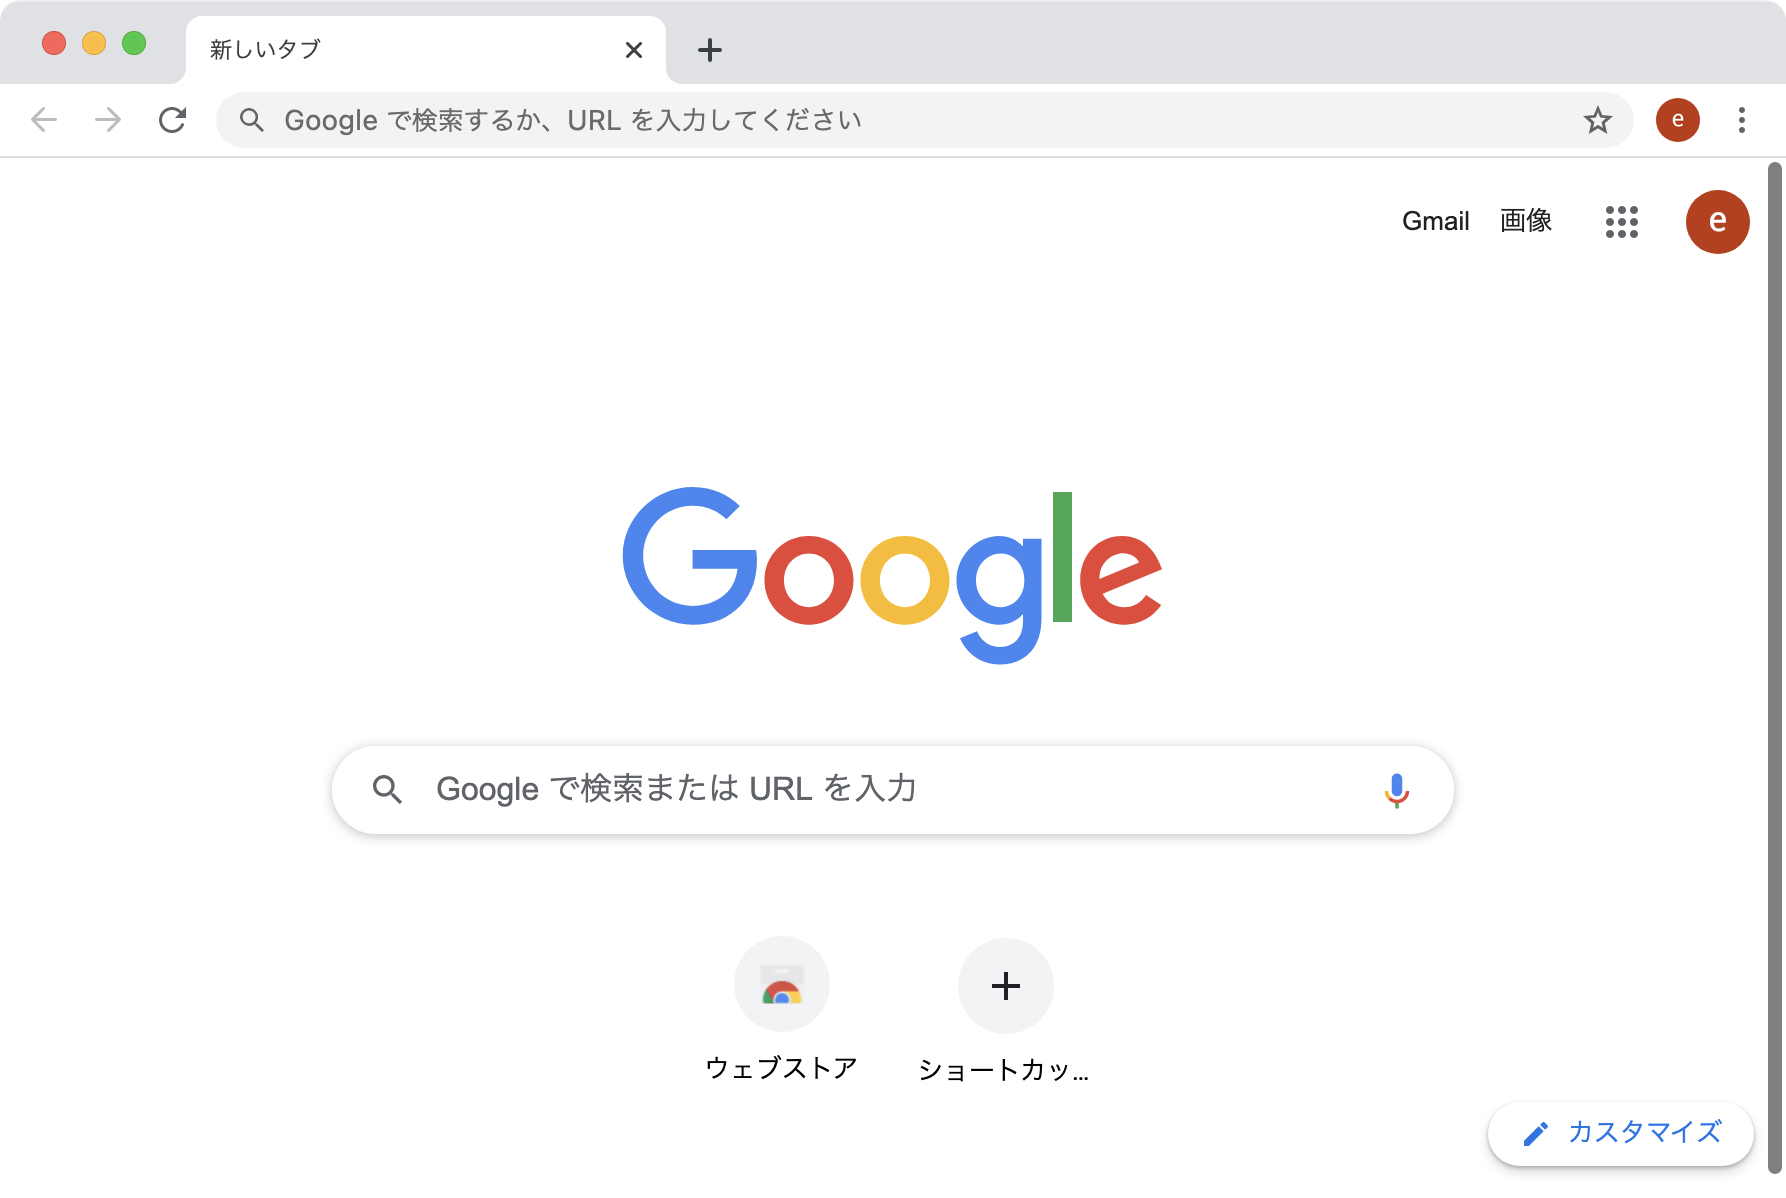 新しいタブ
Google で検索するか、URL を入力してください
e
Gmail 画像
e
Google
Google で検索または URL を入力
ウェブストア
ショートカッ...
カスタマイズ